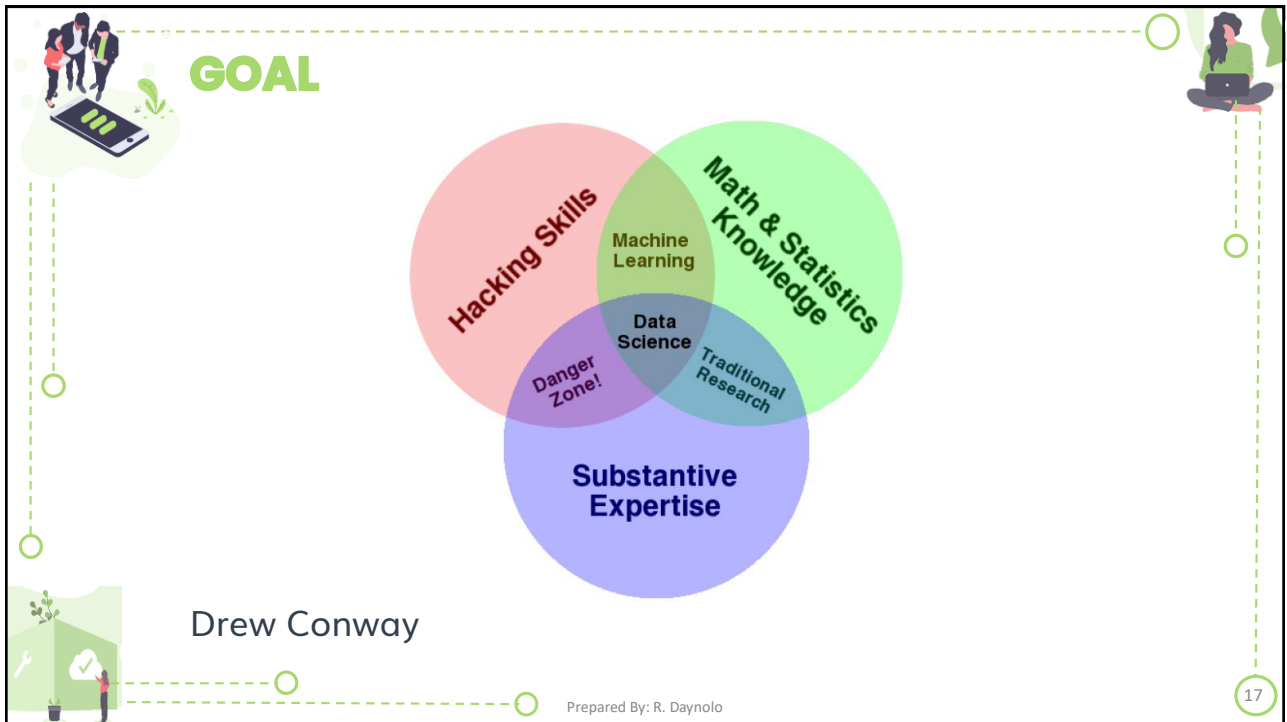 GOAL
Hacking Skills
Math & Statistics
Knowledge
Machine
Learning
Data
Science
Danger
Zone!
Traditional
Research
Substantive
Expertise
Drew Conway
Prepared By: R. Daynolo
17